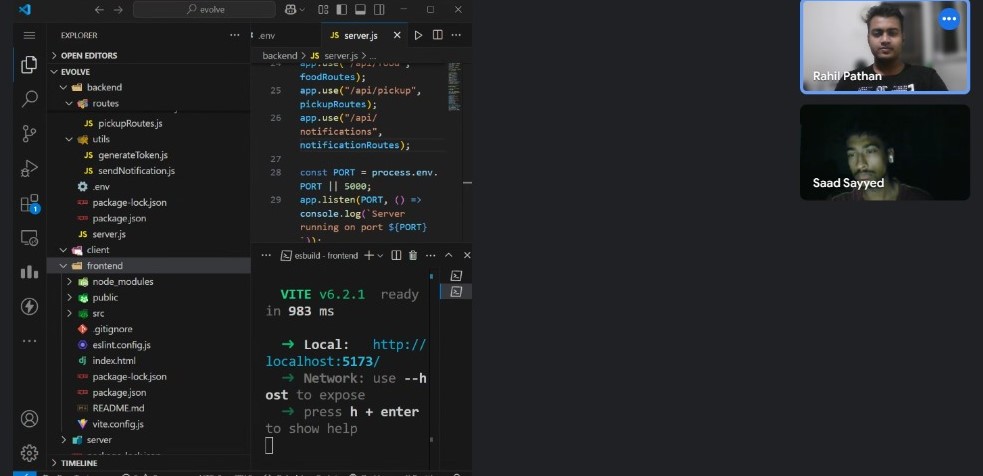 evolve
EXPLORER
.env
JS server.js
OPEN EDITORS
EVOLVE
backend
routes
JS pickupRoutes.js
utils
JS generateToken.js
JS sendNotification.js
.env
package-lock.json
package.json
JS server.js
client
frontend
node_modules
public
src
.gitignore
eslint.config.js
dj index.html
package-lock.json
package.json
README.md
vite.config.js
server
TIMELINE
1
backend > JS server.js > ...
24 app.use("/api/food",
foodRoutes);
25 app.use("/api/pickup",
pickupRoutes);
26 app.use("/api/
notifications",
notificationRoutes);
27
28 const PORT = process.env.
PORT || 5000;
29 app.listen(PORT, () =>
console.log(`Server
running on port ${PORT}
`));
esbuild - frontend
VITE v6.2.1 ready
in 983 ms
➜ Local: http://
localhost:5173/
➜ Network: use --h
ost to expose
➜ press h + enter
to show help
Rahil Pathan
Saad Sayyed